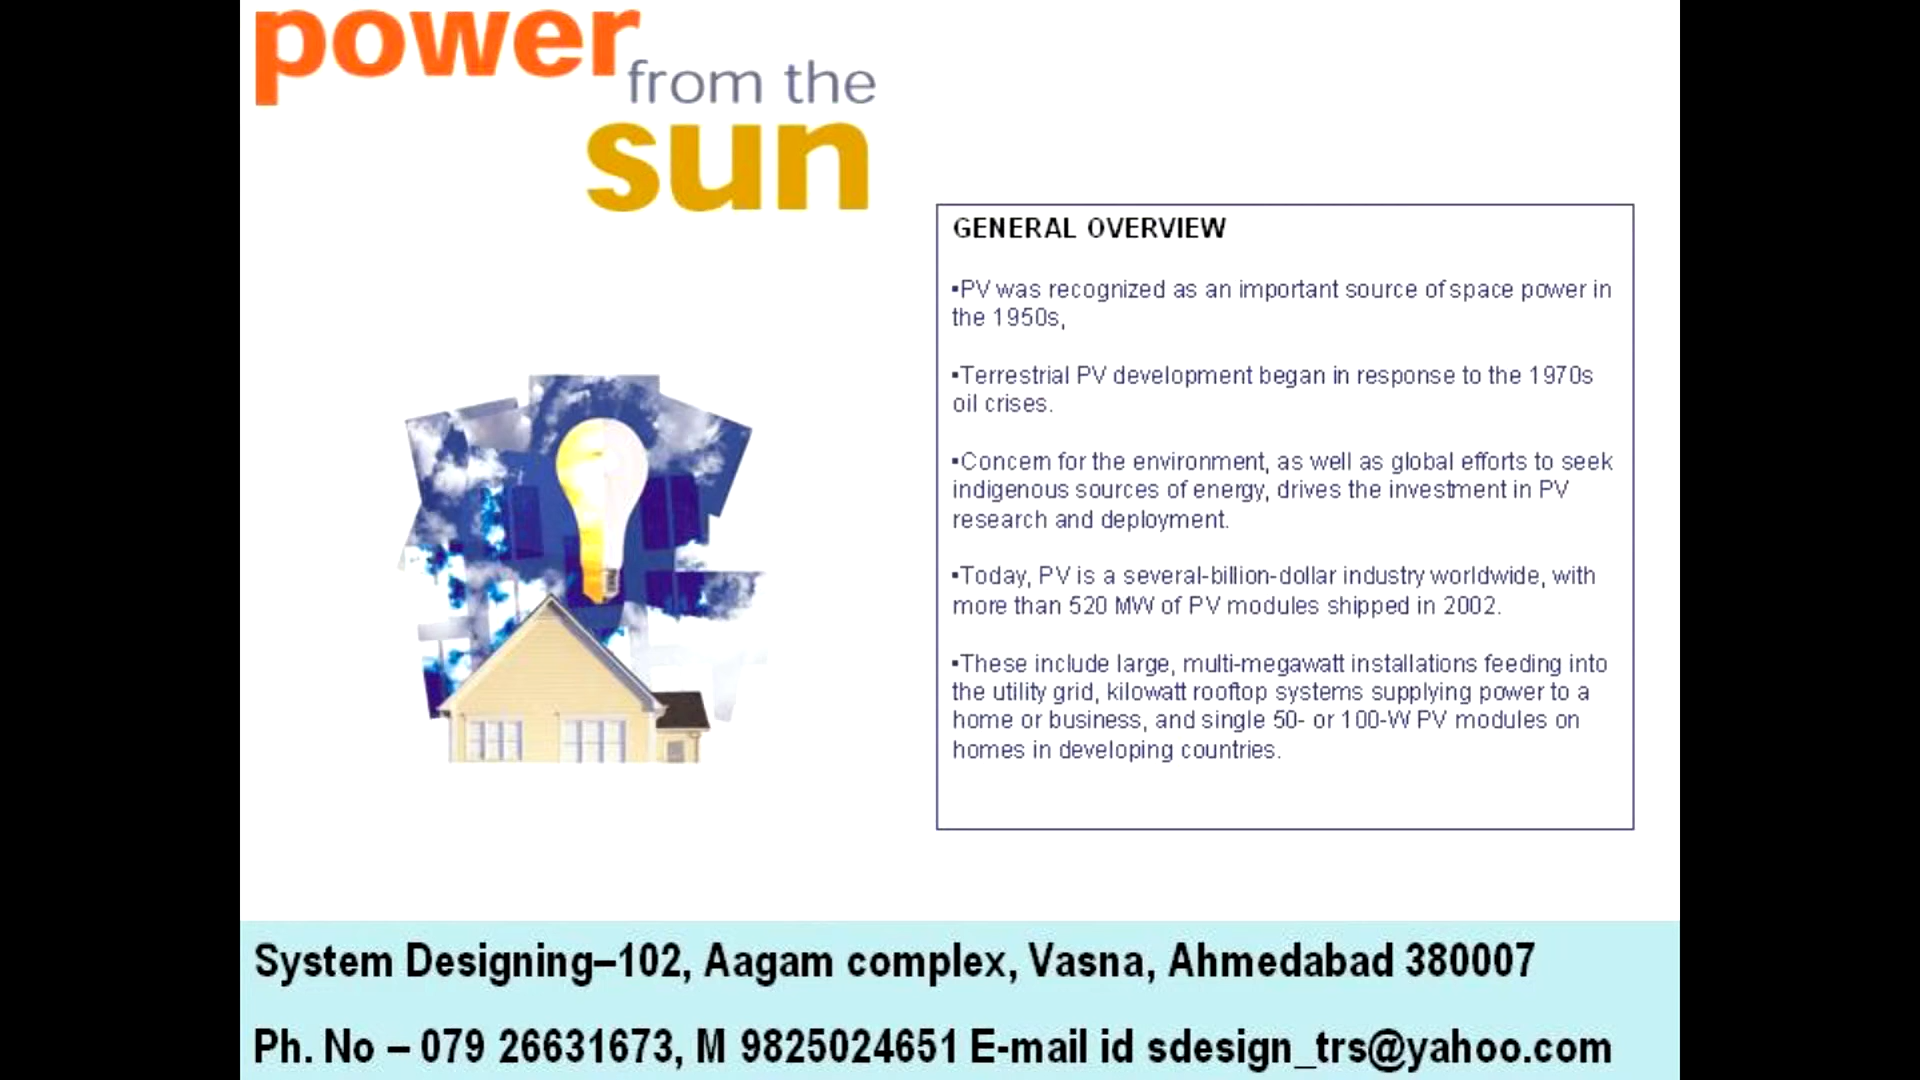 power
from the
sun
GENERAL OVERVIEW
▪PV was recognized as an important source of space power in
the 1950s,
▪Terrestrial PV development began in response to the 1970s
oil crises.
▪Concern for the environment, as well as global efforts to seek
indigenous sources of energy, drives the investment in PV
research and deployment.
▪Today, PV is a several-billion-dollar industry worldwide, with
more than 520 MW of PV modules shipped in 2002.
▪These include large, multi-megawatt installations feeding into
the utility grid, kilowatt rooftop systems supplying power to a
home or business, and single 50- or 100-W PV modules on
homes in developing countries.
System Designing–102, Aagam complex, Vasna, Ahmedabad 380007
Ph. No – 079 26631673, M 9825024651 E-mail id sdesign_trs@yahoo.com